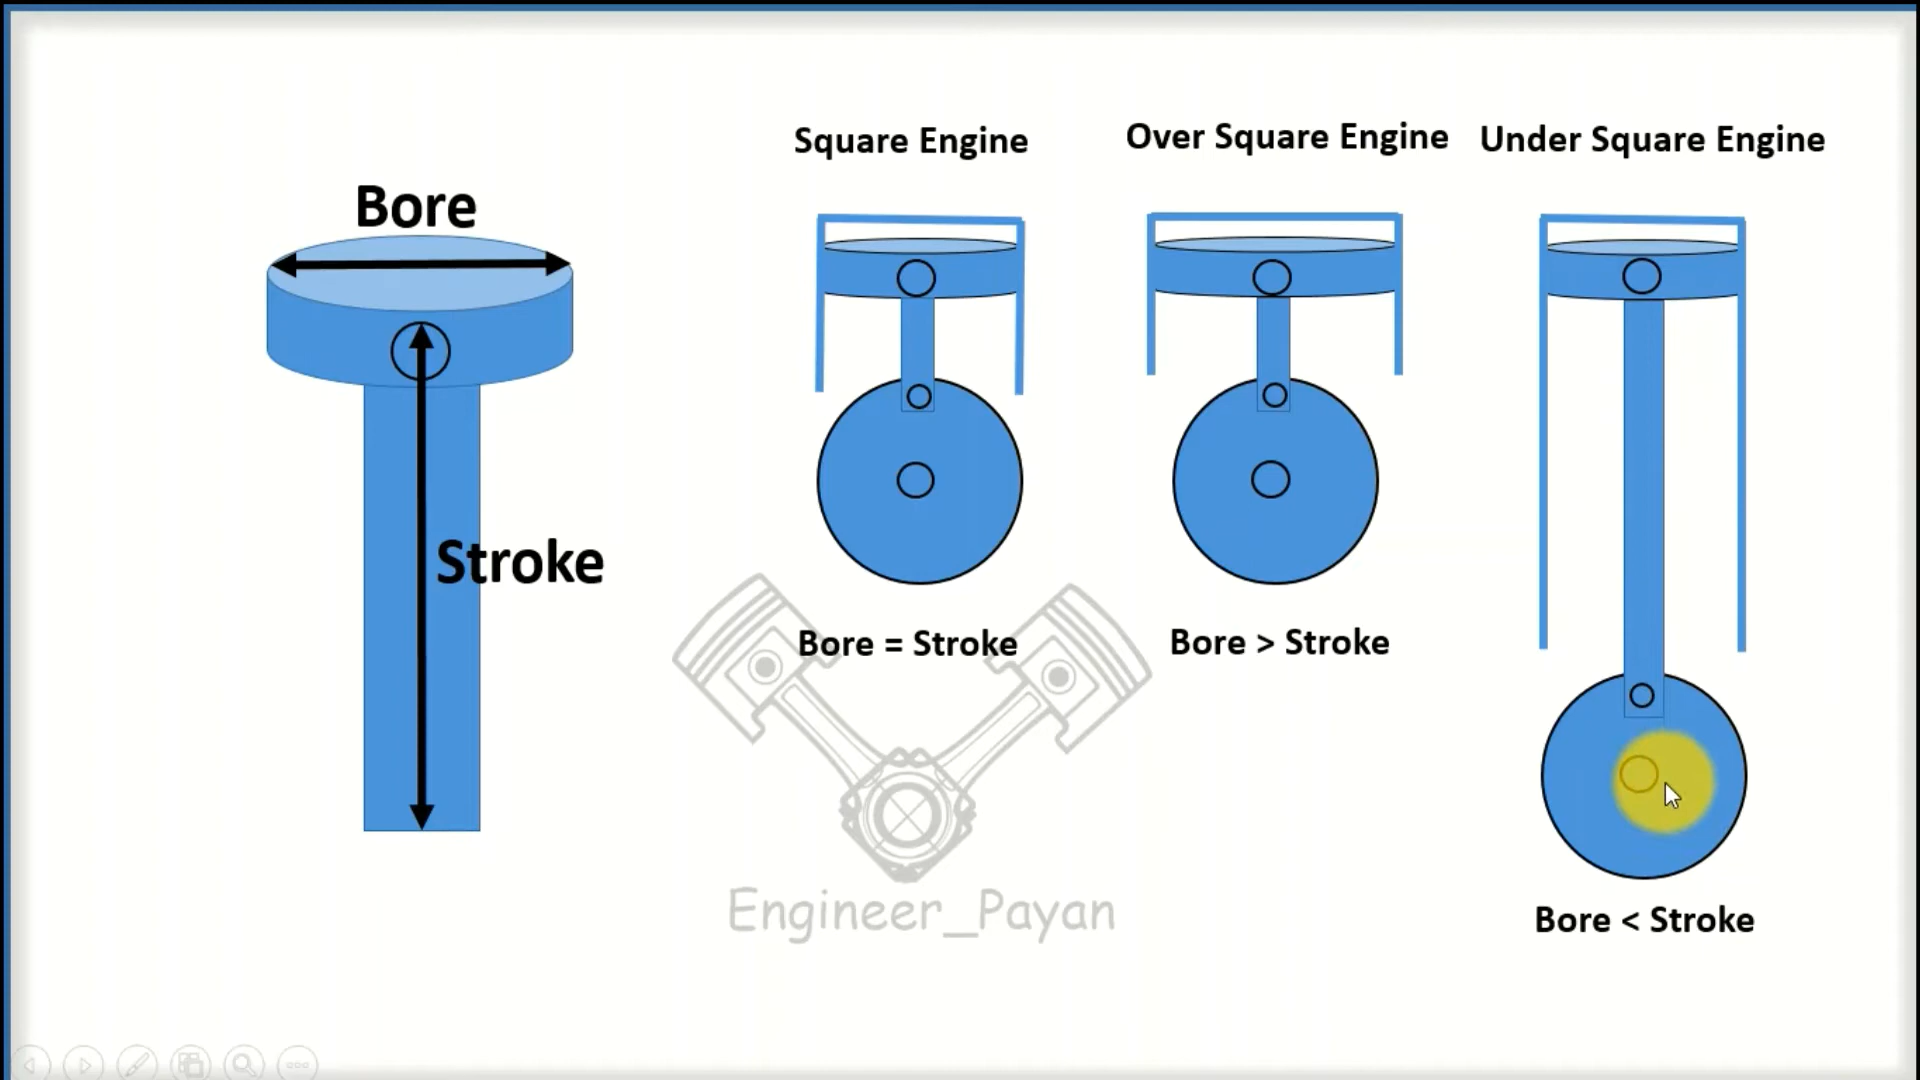 Square Engine
Over Square Engine
Under Square Engine
Bore
Stroke
Bore = Stroke
Bore > Stroke
Engineer_Payan
Bore < Stroke